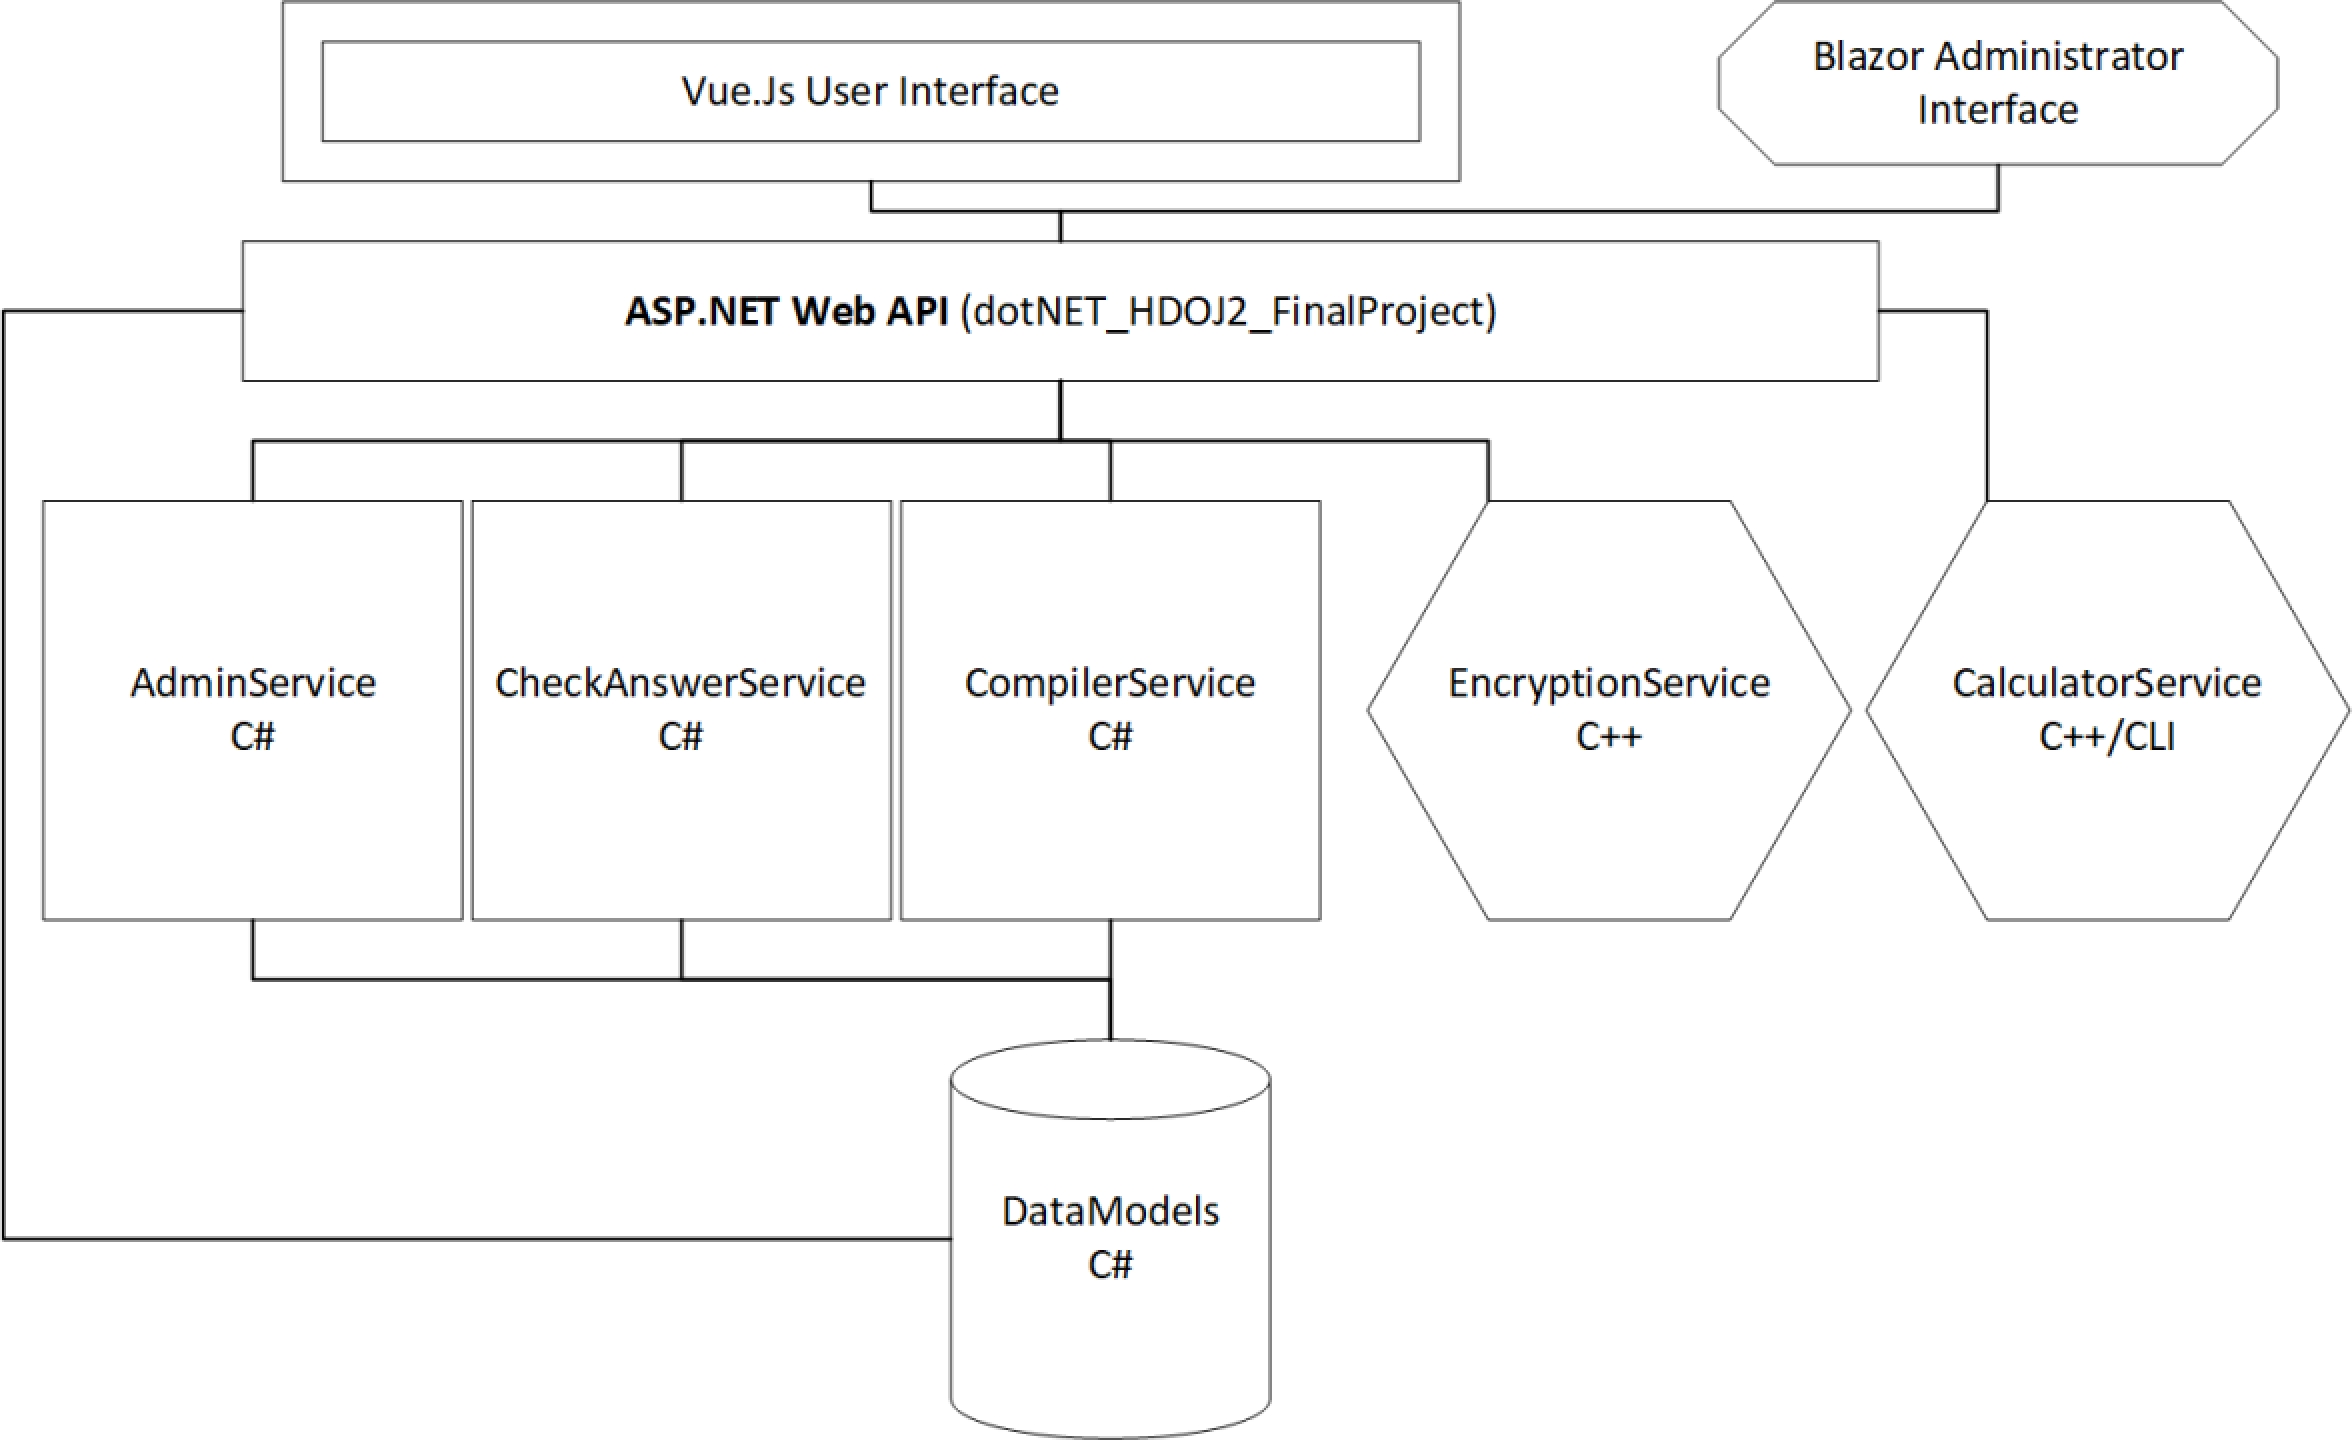 Vue.Js User Interface
Blazor Administrator
Interface
ASP.NET Web API (dotNET_HDOJ2_FinalProject)
AdminService
C#
CheckAnswerService
C#
CompilerService
C#
EncryptionService
C++
CalculatorService
C++/CLI
DataModels
C#